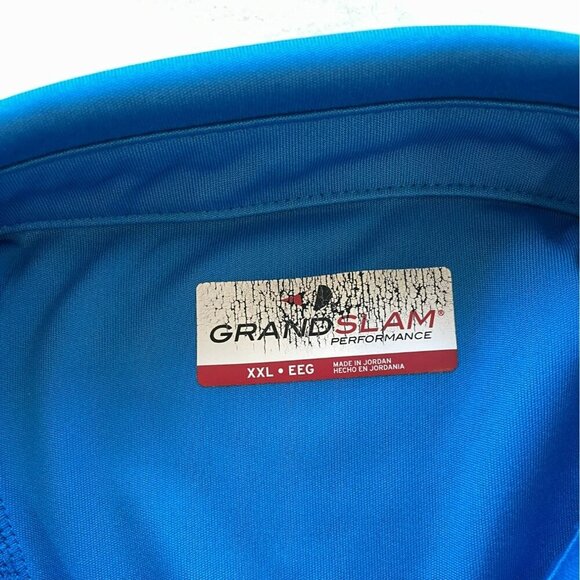 GRANDSLAM®
PERFORMANCE
XXL • EEG
MADE IN JORDAN
HECHO EN JORDANIA